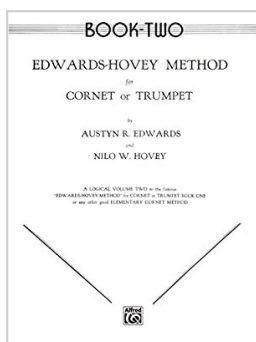 BOOK-TWO
EDWARDS-HOVEY METHOD
for
CORNET or TRUMPET
by
AUSTYN R. EDWARDS
and
NILO W. HOVEY
A LOGICAL VOLUME TWO to the famous
"EDWARDS-HOVEY METHOD" for CORNET or TRUMPET BOOK ONE
or any other good ELEMENTARY CORNET METHOD
Alfred